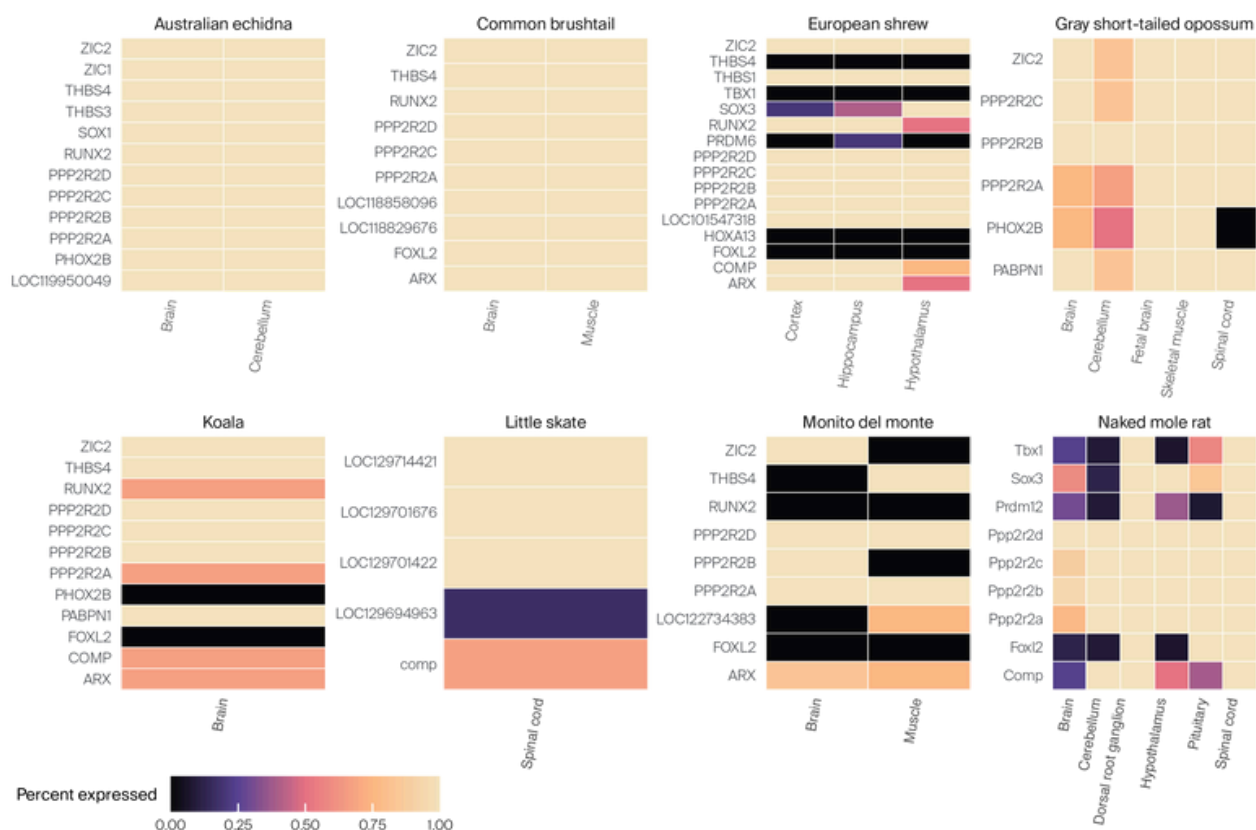 Australian echidna
ZIC2
ZIC1
THBS4
THBS3
SOX1
RUNX2
PPP2R2D
PPP2R2C
PPP2R2B
PPP2R2A
PHOX2B
LOC119950049
Brain
Cerebellum
Common brushtail
ZIC2
THBS4
RUNX2
PPP2R2D
PPP2R2C
PPP2R2A
LOC118858096
LOC118829676
FOXL2
ARX
Brain
Muscle
European shrew
ZIC2
THBS4
THBS1
TBX1
SOX3
RUNX2
PRDM6
PPP2R2D
PPP2R2C
PPP2R2B
PPP2R2A
LOC101547318
HOXA13
FOXL2
COMP
ARX
Cortex
Hippocampus
Hypothalamus
Gray short-tailed opossum
ZIC2
PPP2R2C
PPP2R2B
PPP2R2A
PHOX2B
PABPN1
Brain
Cerebellum
Fetal brain
Skeletal muscle
Spinal cord
Koala
ZIC2
THBS4
RUNX2
PPP2R2D
PPP2R2C
PPP2R2B
PPP2R2A
PHOX2B
PABPN1
FOXL2
COMP
ARX
Brain
Little skate
LOC129714421
LOC129701676
LOC129701422
LOC129694963
comp
Spinal cord
Monito del monte
ZIC2
THBS4
RUNX2
PPP2R2D
PPP2R2B
PPP2R2A
LOC122734383
FOXL2
ARX
Brain
Muscle
Naked mole rat
Tbx1
Sox3
Prdm12
Ppp2r2d
Ppp2r2c
Ppp2r2b
Ppp2r2a
Foxl2
Comp
Brain
Cerebellum
Dorsal root ganglion
Hypothalamus
Pituitary
Spinal cord
Percent expressed
0.00 0.25 0.50 0.75 1.00